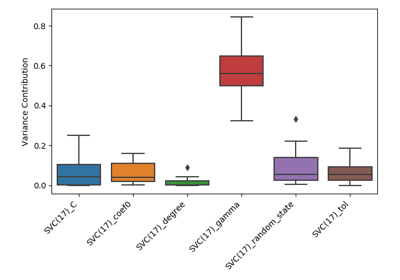 0.8
0.6
0.4
0.2
0.0
Variance Contribution
SVC(17)_C
SVC(17)_coef0
SVC(17)_degree
SVC(17)_gamma
SVC(17)_random_state
SVC(17)_tol